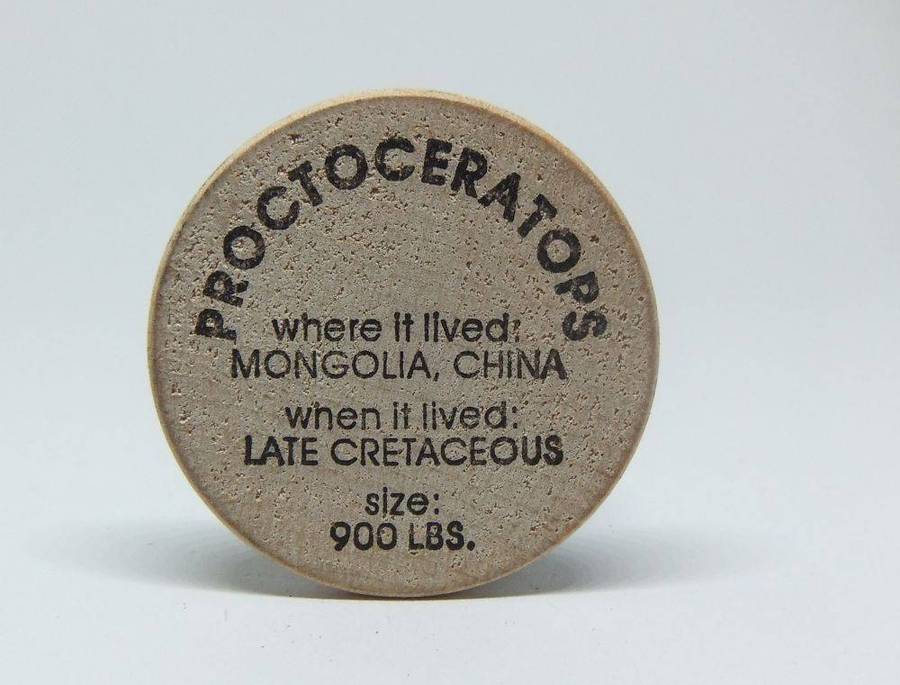 PROCTOCERATOPS
where it lived:
MONGOLIA, CHINA
when it lived:
LATE CRETACEOUS
size:
900 LBS.